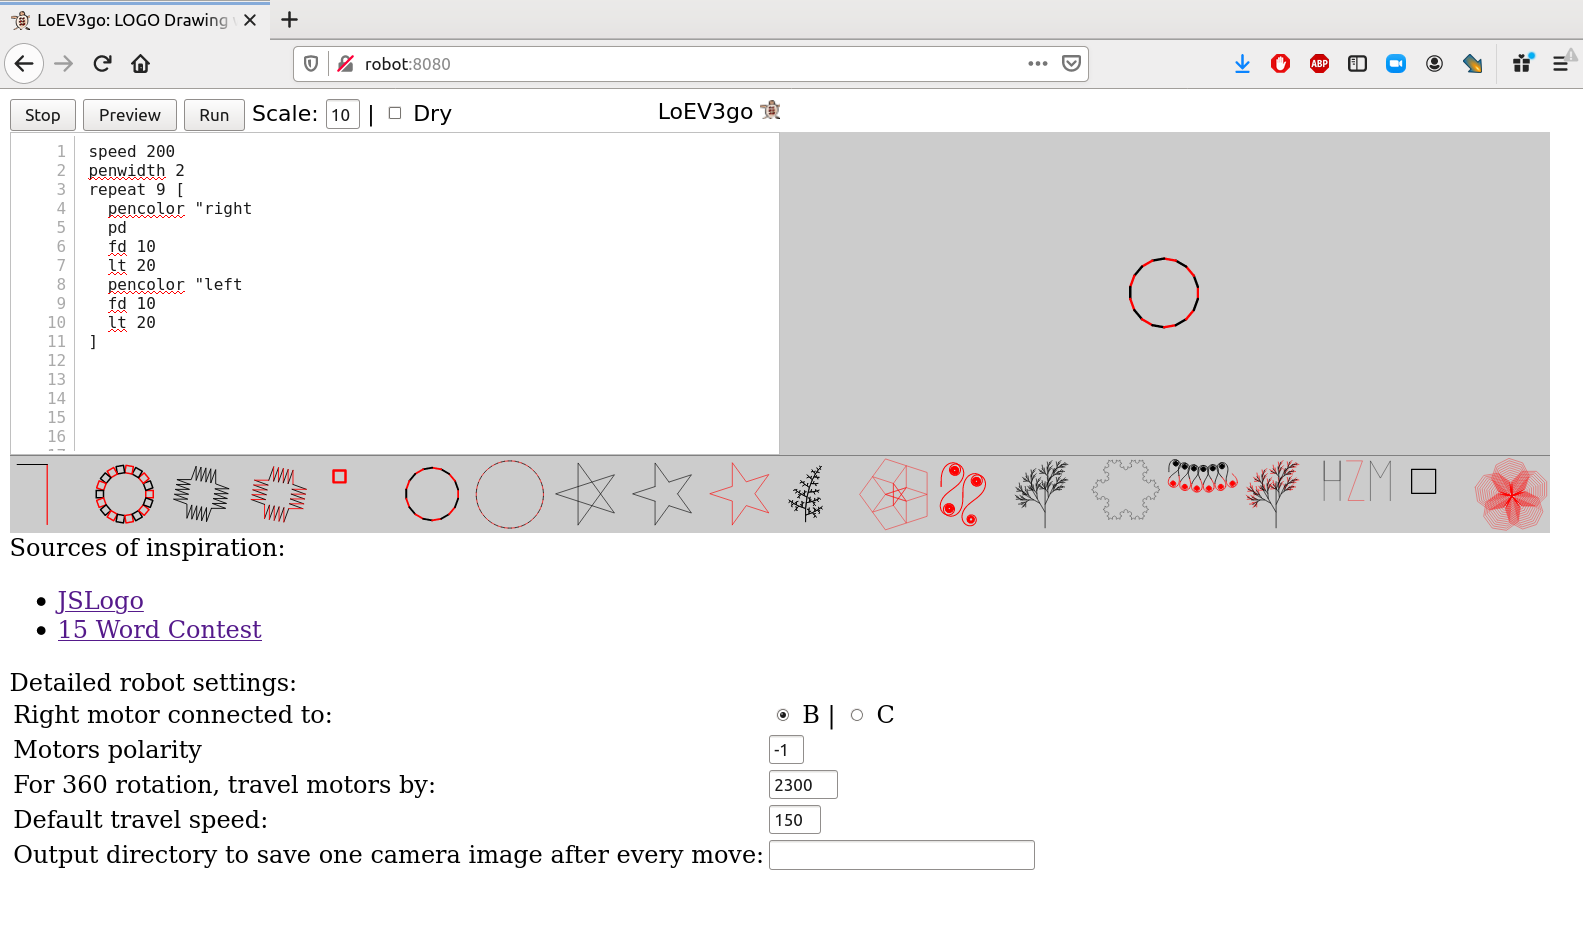 LoEV3go: LOGO Drawing
robot:8080
ABP
Stop Preview Run Scale: 10 | Dry LoEV3go
1 speed 200
2 penwidth 2
3 repeat 9 [
4 pencolor "right
5 pd
6 fd 10
7 lt 20
8 pencolor "left
9 fd 10
10 lt 20
11 ]
12
13
14
15
16
17
HZM
Sources of inspiration:
JSLogo
15 Word Contest
Detailed robot settings:
Right motor connected to: B | C
Motors polarity -1
For 360 rotation, travel motors by: 2300
Default travel speed: 150
Output directory to save one camera image after every move: